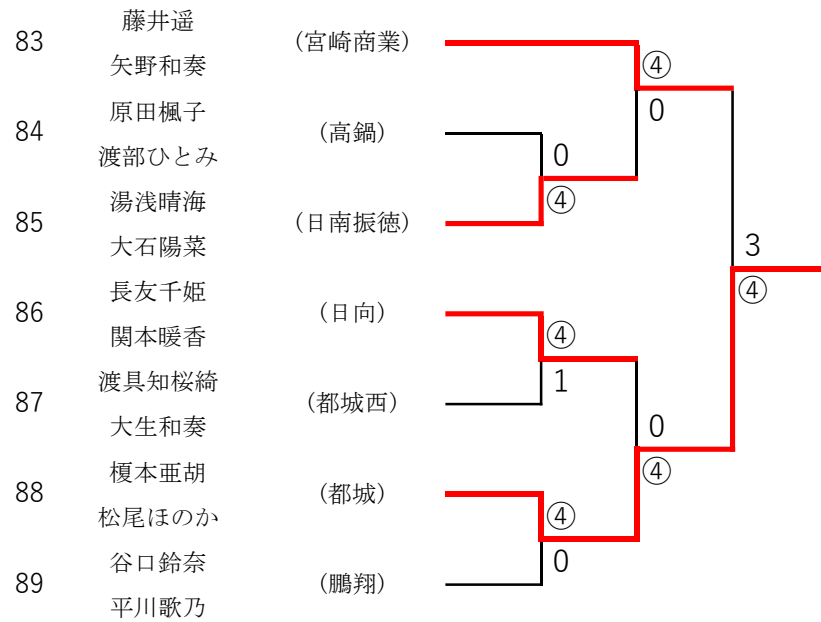 藤井遥
83 (宮崎商業)
矢野和奏
④
0
原田楓子
84 (高鍋)
渡部ひとみ
0
④
湯浅晴海
85 (日南振徳)
大石陽菜
3
④
長友千姫
86 (日向)
関本暖香
④
1
渡具知桜綺
87 (都城西)
大生和奏
0
④
榎本亜胡
88 (都城)
松尾ほのか
④
0
谷口鈴奈
89 (鵬翔)
平川歌乃